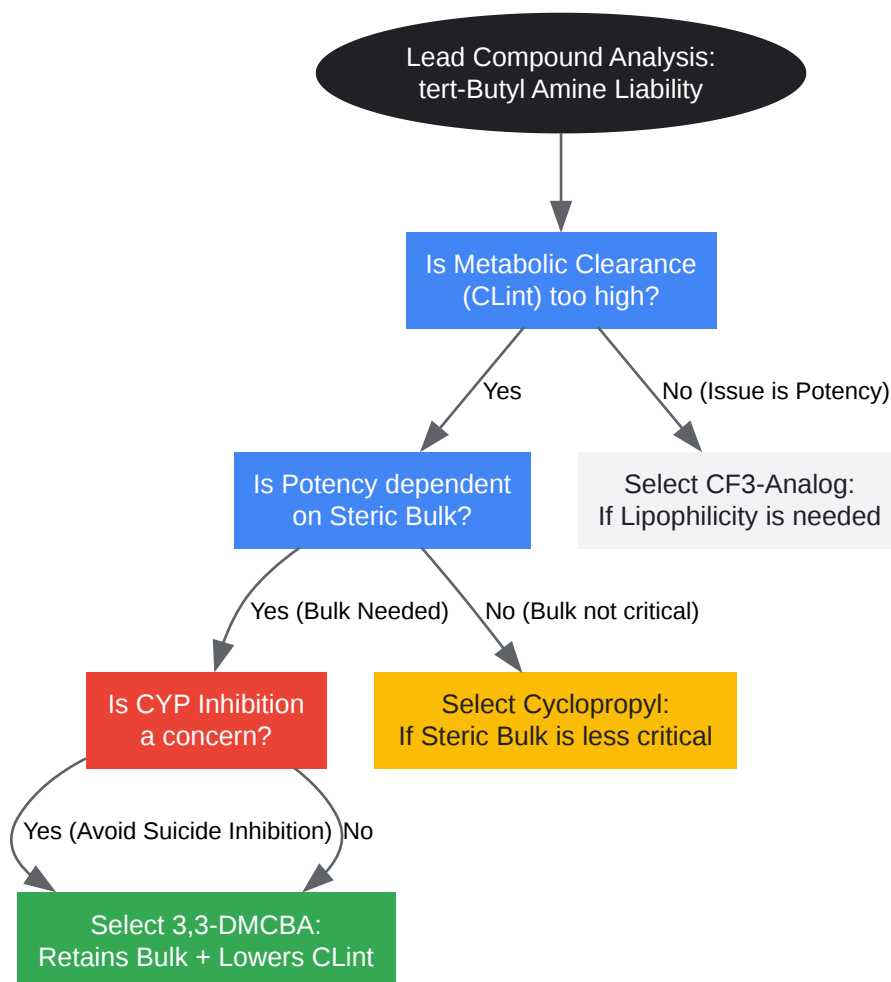 Lead Compound Analysis:
tert-Butyl Amine Liability
Is Metabolic Clearance
(CLint) too high?
Yes
No (Issue is Potency)
Is Potency dependent
on Steric Bulk?
Select CF3-Analog:
If Lipophilicity is needed
Yes (Bulk Needed)
No (Bulk not critical)
Is CYP Inhibition
a concern?
Select Cyclopropyl:
If Steric Bulk is less critical
Yes (Avoid Suicide Inhibition)
No
Select 3,3-DMCBA:
Retains Bulk + Lowers CLint